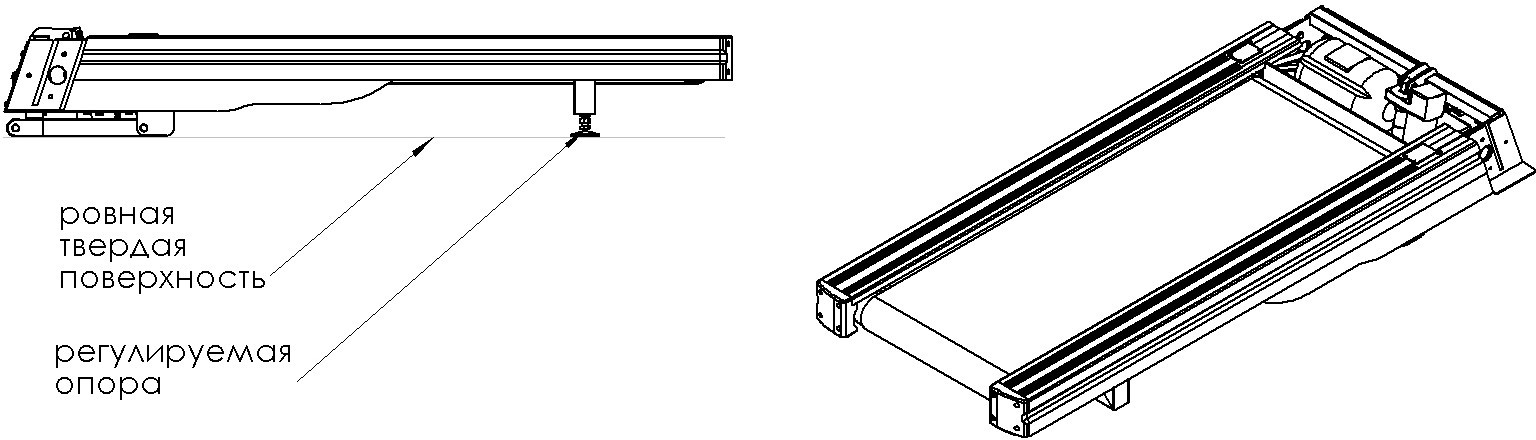 ровная
твердая
поверхность
регулируемая
опора